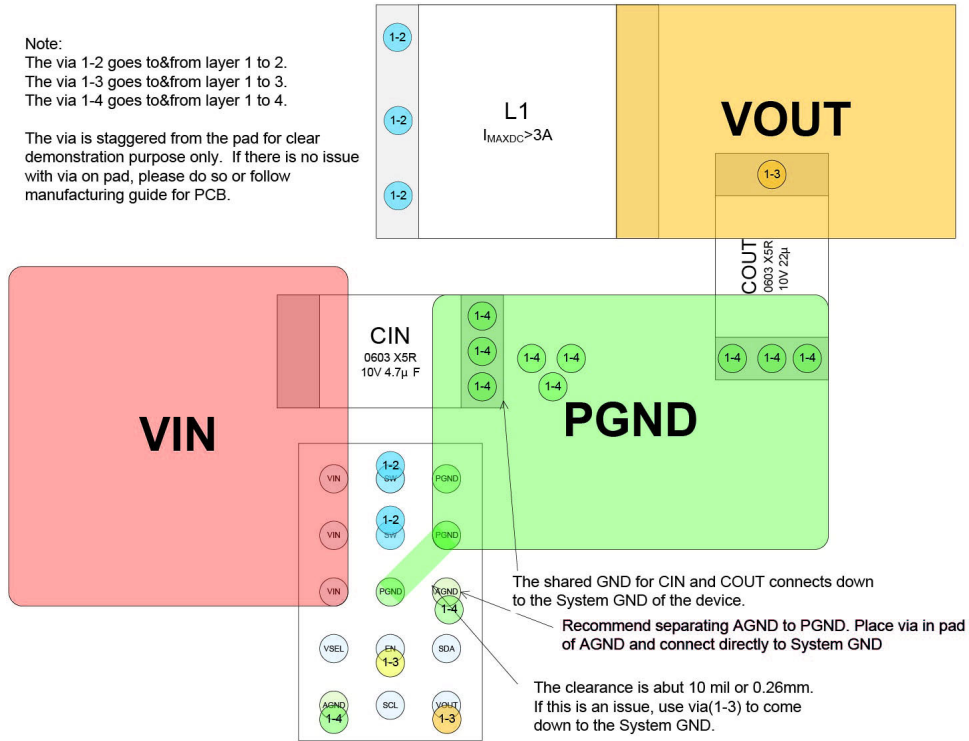 Note:
The via 1-2 goes to&from layer 1 to 2.
The via 1-3 goes to&from layer 1 to 3.
The via 1-4 goes to&from layer 1 to 4.
The via is staggered from the pad for clear
demonstration purpose only. If there is no issue
with via on pad, please do so or follow
manufacturing guide for PCB.
1-2
1-2
1-2
L1
IMAXDC>3A
VOUT
1-3
COUT
0603 X5R
10V 22µ
1-4 1-4 1-4
VIN
CIN
0603 X5R
10V 4.7µ F
1-4
1-4
1-4
1-4 1-4
1-4
PGND
1-2
VIN SW PGND
1-2
VIN SW PGND
VIN PGND AGND
1-4
VSEL EN SDA
1-3
AGND SCL VOUT
1-4 1-3
The shared GND for CIN and COUT connects down
to the System GND of the device.
Recommend separating AGND to PGND. Place via in pad
of AGND and connect directly to System GND
The clearance is abut 10 mil or 0.26mm.
If this is an issue, use via(1-3) to come
down to the System GND.